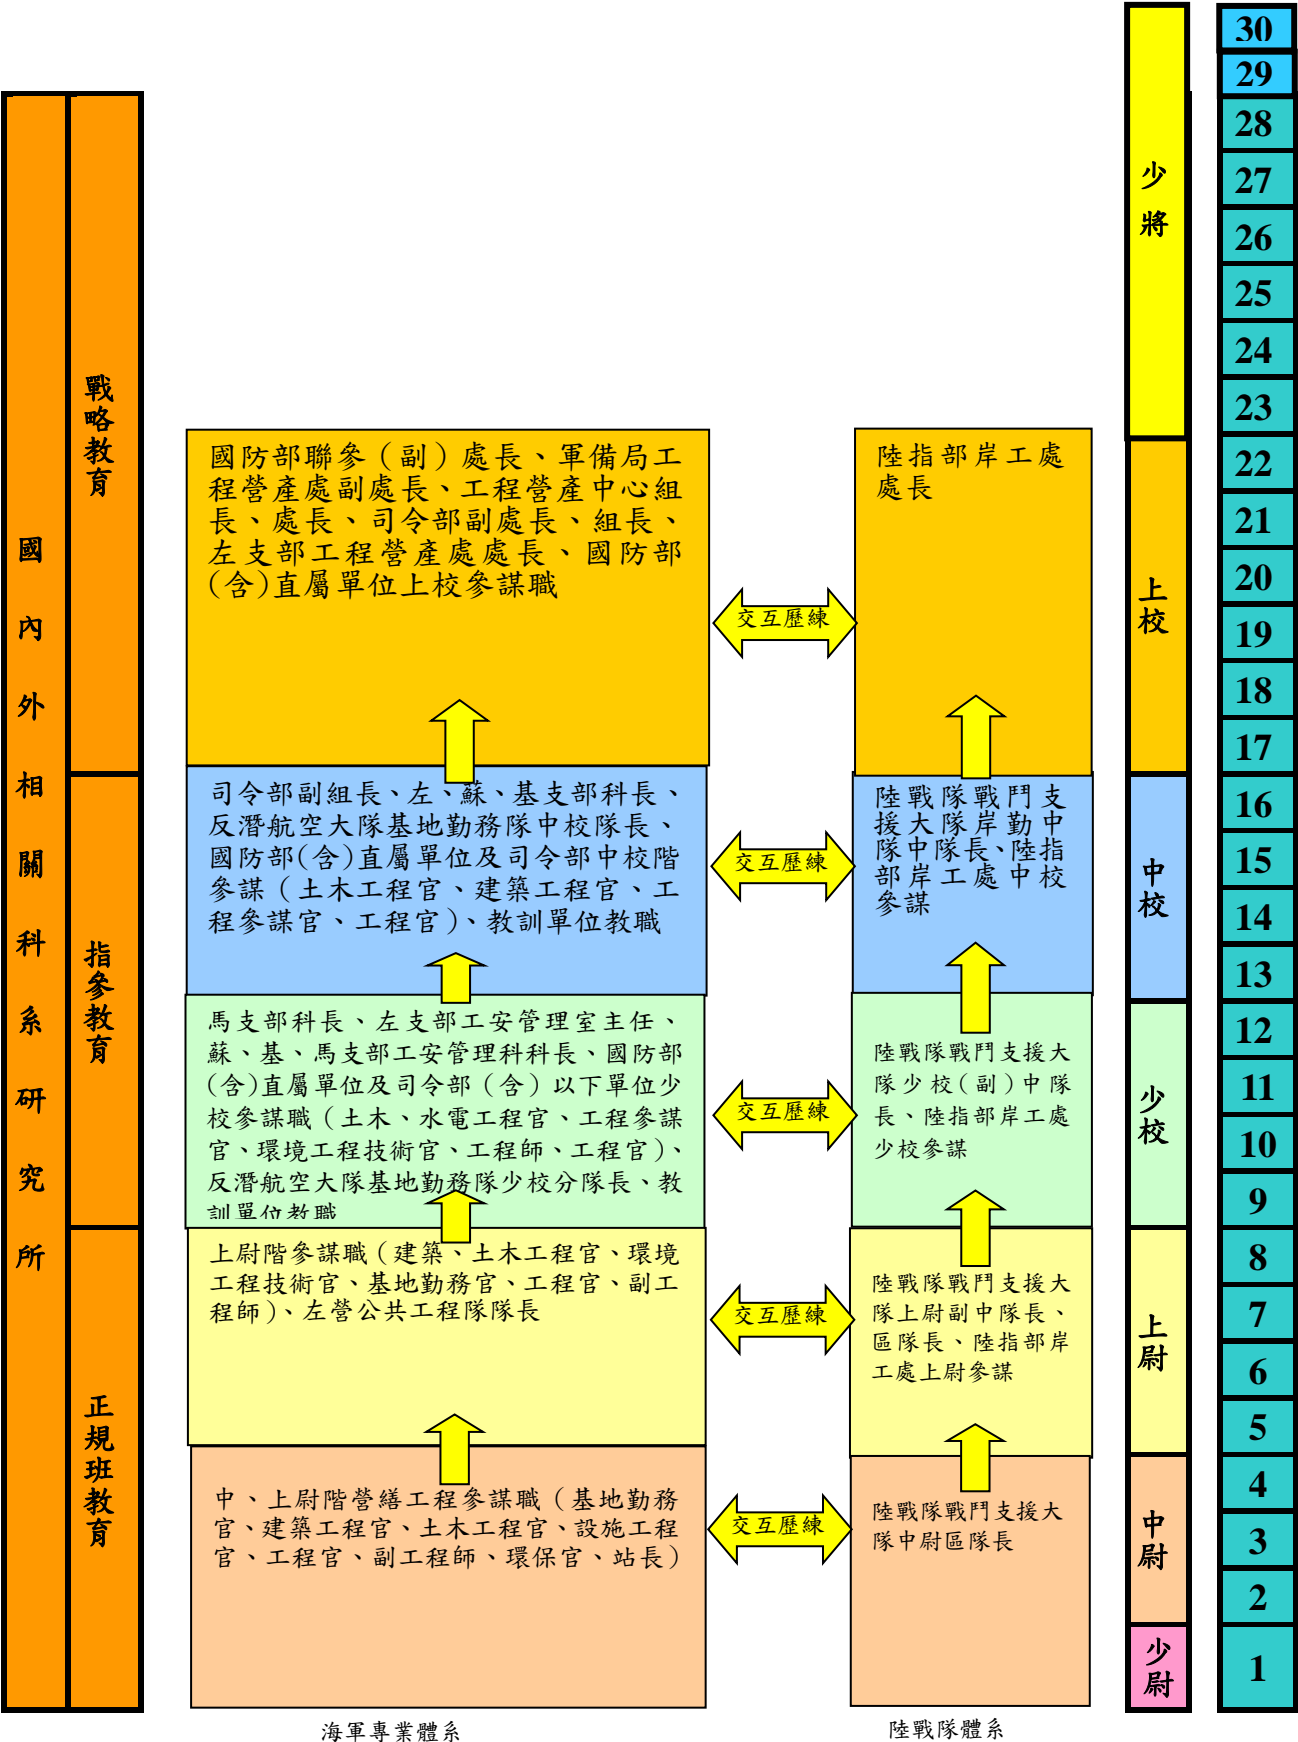 國內外相關科系研究所
戰略教育
指參教育
正規班教育
國防部聯參（副）處長、軍備局工
程營產處副處長、工程營產中心組
長、處長、司令部副處長、組長、
左支部工程營產處處長、國防部
(含)直屬單位上校參謀職
交互歷練
陸指部岸工處
處長
司令部副組長、左、蘇、基支部科長、
反潛航空大隊基地勤務隊中校隊長、
國防部(含)直屬單位及司令部中校階
參謀（土木工程官、建築工程官、工
程參謀官、工程官）、教訓單位教職
交互歷練
陸戰隊戰鬥支
援大隊岸勤中
隊中隊長、陸指
部岸工處中校
參謀
馬支部科長、左支部工安管理室主任、
蘇、基、馬支部工安管理科科長、國防部
(含)直屬單位及司令部（含）以下單位少
校參謀職（土木、水電工程官、工程參謀
官、環境工程技術官、工程師、工程官）、
反潛航空大隊基地勤務隊少校分隊長、教
訓單位教職
交互歷練
陸戰隊戰鬥支援大
隊少校(副)中隊
長、陸指部岸工處
少校參謀
上尉階參謀職（建築、土木工程官、環境
工程技術官、基地勤務官、工程官、副工
程師）、左營公共工程隊隊長
交互歷練
陸戰隊戰鬥支援大
隊上尉副中隊長、
區隊長、陸指部岸
工處上尉參謀
中、上尉階營繕工程參謀職（基地勤務
官、建築工程官、土木工程官、設施工程
官、工程官、副工程師、環保官、站長）
交互歷練
陸戰隊戰鬥支援大
隊中尉區隊長
海軍專業體系
陸戰隊體系
少將
上校
中校
少校
上尉
中尉
少尉
30
29
28
27
26
25
24
23
22
21
20
19
18
17
16
15
14
13
12
11
10
9
8
7
6
5
4
3
2
1